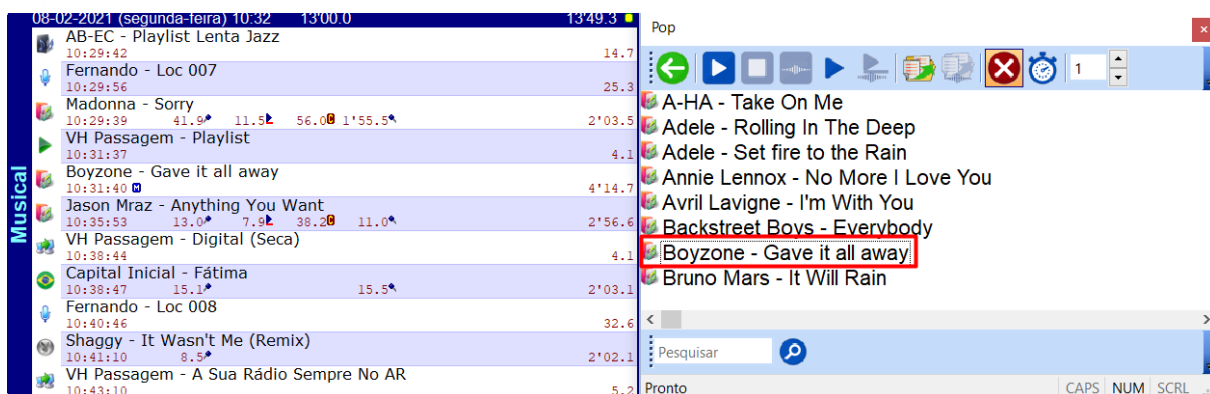 08-02-2021 (segunda-feira) 10:32 13'00.0 13'49.3
Musical
AB-EC - Playlist Lenta Jazz
10:29:42 14.7
Fernando - Loc 007
10:29:56 25.3
Madonna - Sorry
10:29:39 41.9 11.5 56.0 1'55.5 2'03.5
VH Passagem - Playlist
10:31:37 4.1
Boyzone - Gave it all away
10:31:40 M 4'14.7
Jason Mraz - Anything You Want
10:35:53 13.0 7.9 38.2 11.0 2'56.6
VH Passagem - Digital (Seca)
10:38:44 4.1
Capital Inicial - Fátima
10:38:47 15.1 15.5 2'03.1
Fernando - Loc 008
10:40:46 32.6
Shaggy - It Wasn't Me (Remix)
10:41:10 8.5 2'02.1
VH Passagem - A Sua Rádio Sempre No AR
10:43:10 5.2
Pop
1
A-HA - Take On Me
Adele - Rolling In The Deep
Adele - Set fire to the Rain
Annie Lennox - No More I Love You
Avril Lavigne - I'm With You
Backstreet Boys - Everybody
Boyzone - Gave it all away
Bruno Mars - It Will Rain
Pesquisar
Pronto CAPS NUM SCRL